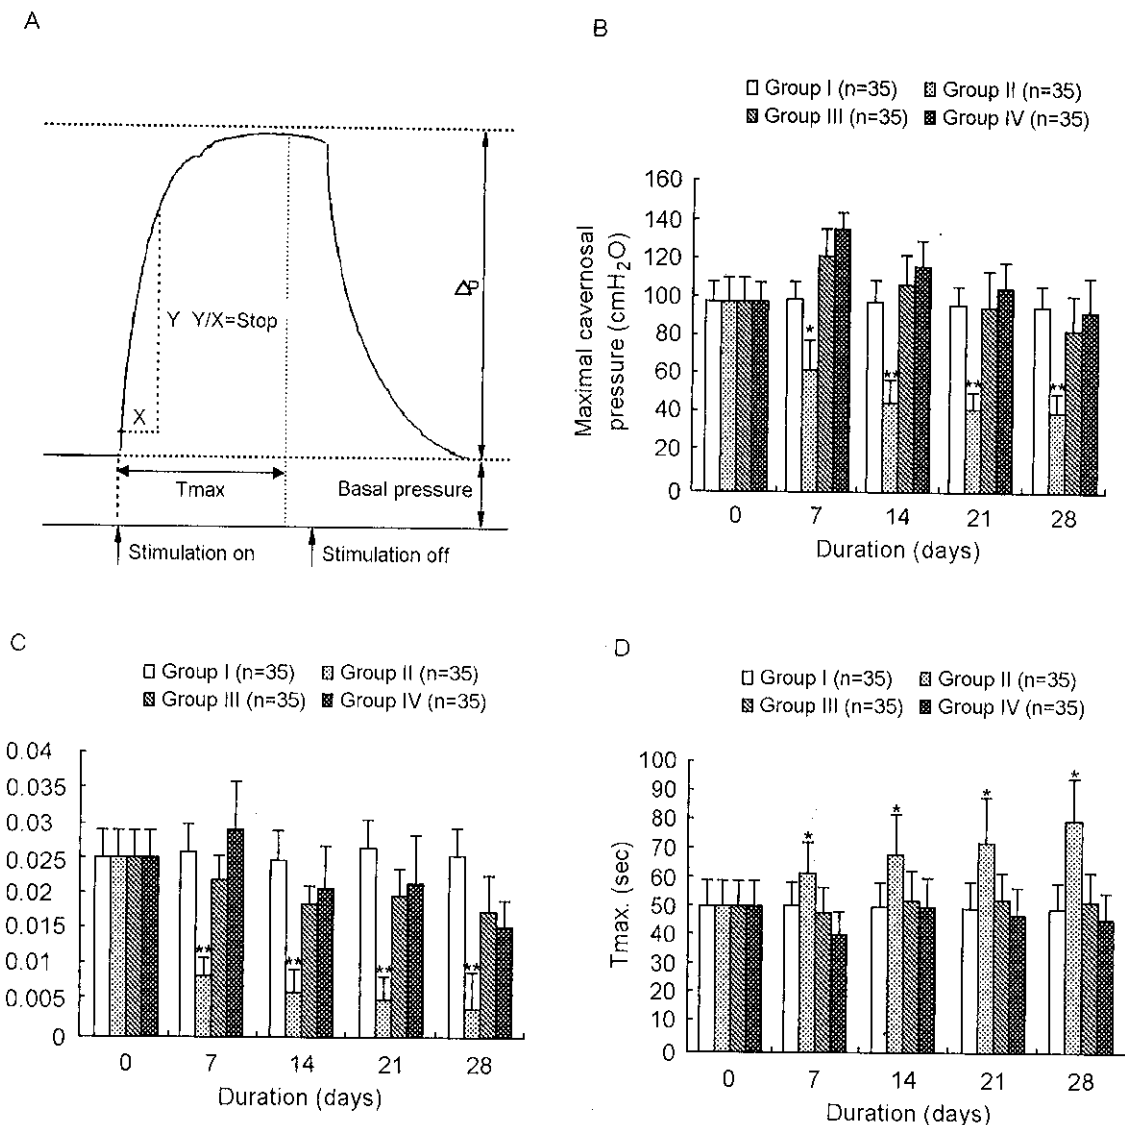 A
ΔP
Y Y/X=Stop
X
Tmax
Basal pressure
Stimulation on
Stimulation off
B
Group I (n=35) Group II (n=35)
Group III (n=35) Group IV (n=35)
Maximal cavernosal
pressure (cmH₂O)
160
140
120
100
80
60
40
20
0
* ** ** **
0 7 14 21 28
Duration (days)
C
Group I (n=35) Group II (n=35)
Group III (n=35) Group IV (n=35)
0.04
0.035
0.03
0.025
0.02
0.015
0.01
0.005
0
** ** ** **
0 7 14 21 28
Duration (days)
D
Group I (n=35) Group II (n=35)
Group III (n=35) Group IV (n=35)
Tmax. (sec)
100
90
80
70
60
50
40
30
20
10
0
* * * *
0 7 14 21 28
Duration (days)